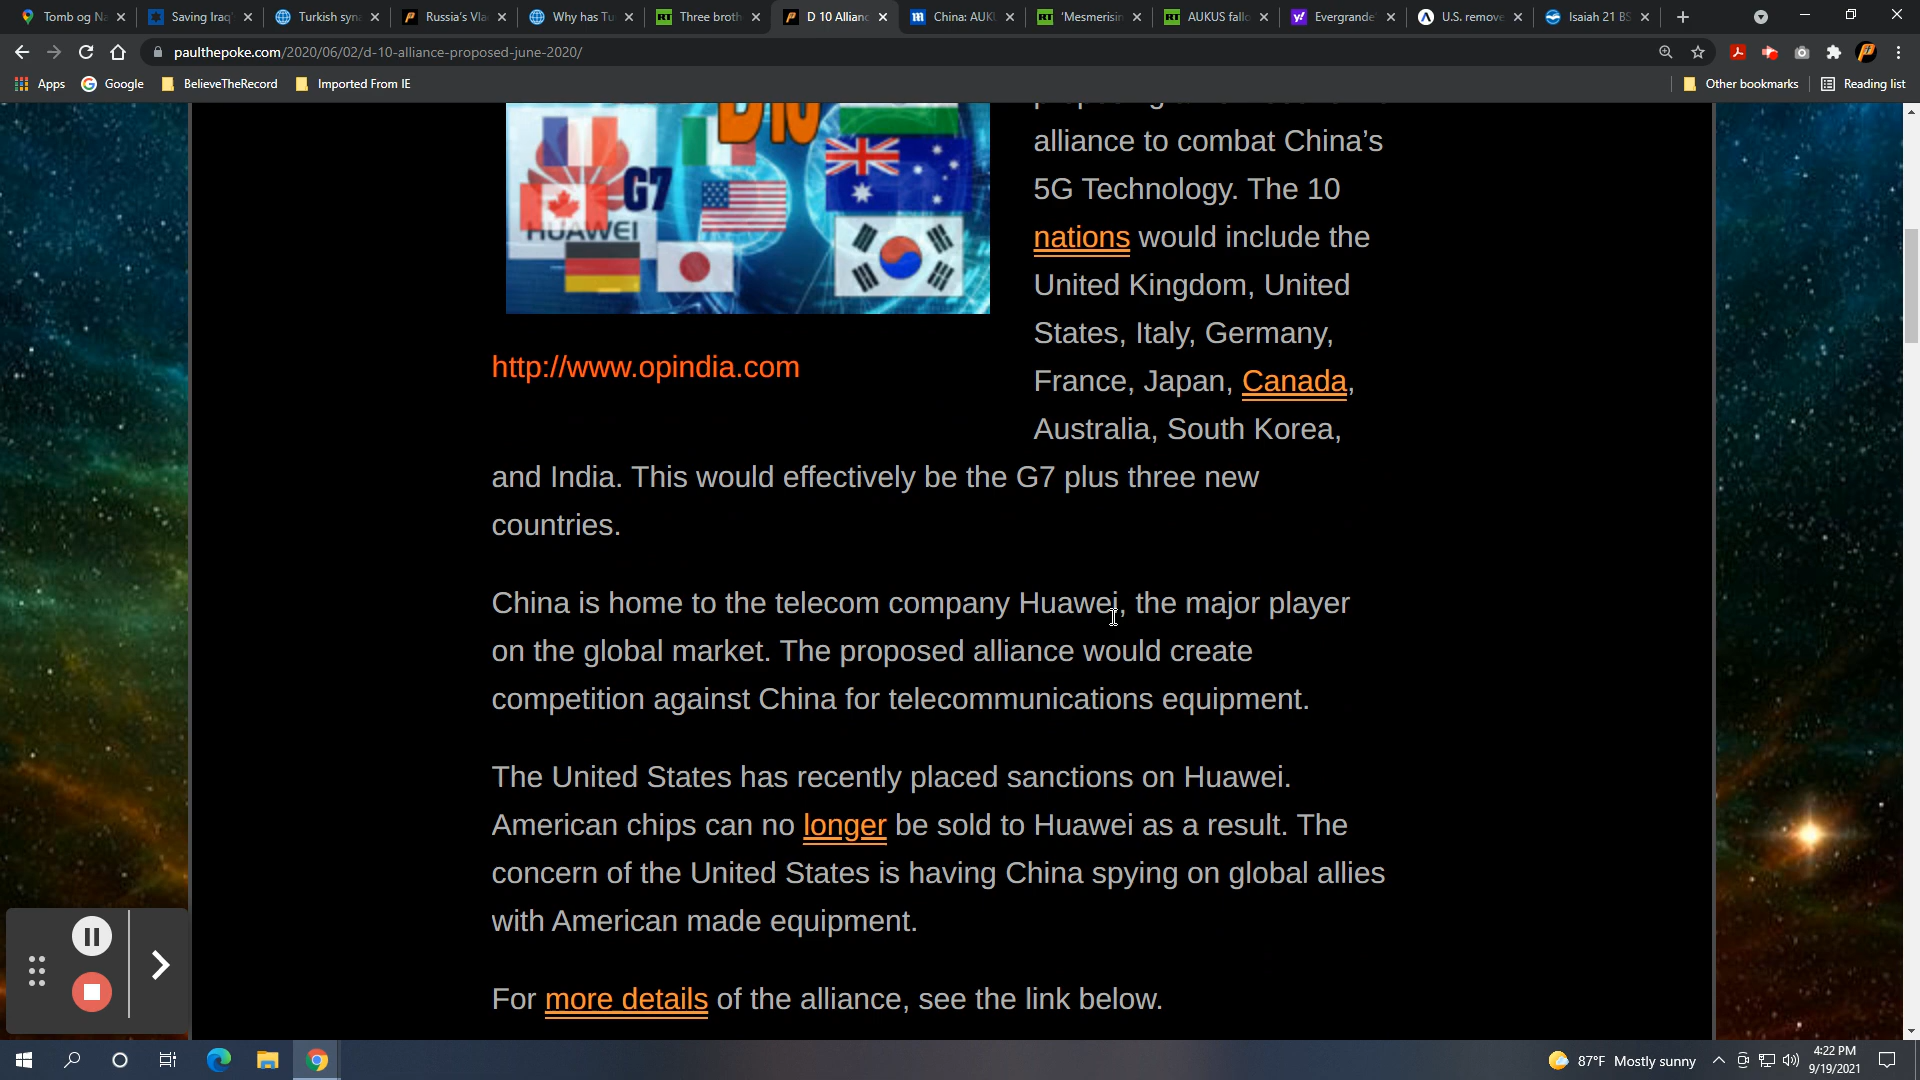 Tomb og Na
Saving Iraq'
Turkish syn
Russia's Vla
Why has Tu
Three broth
D 10 Allianc
China: AUK
'Mesmerisin
AUKUS fallo
Evergrande'
U.S. remove
Isaiah 21 BS
paulthepoke.com/2020/06/02/d-10-alliance-proposed-june-2020/
Apps
Google
BelieveTheRecord
Imported From IE
Other bookmarks
Reading list
D10
G7
HUAWEI
alliance to combat China's
5G Technology. The 10
nations would include the
United Kingdom, United
States, Italy, Germany,
http://www.opindia.com
France, Japan, Canada,
Australia, South Korea,
and India. This would effectively be the G7 plus three new
countries.
China is home to the telecom company Huawei, the major player
on the global market. The proposed alliance would create
competition against China for telecommunications equipment.
The United States has recently placed sanctions on Huawei.
American chips can no longer be sold to Huawei as a result. The
concern of the United States is having China spying on global allies
with American made equipment.
For more details of the alliance, see the link below.
87°F Mostly sunny
4:22 PM
9/19/2021